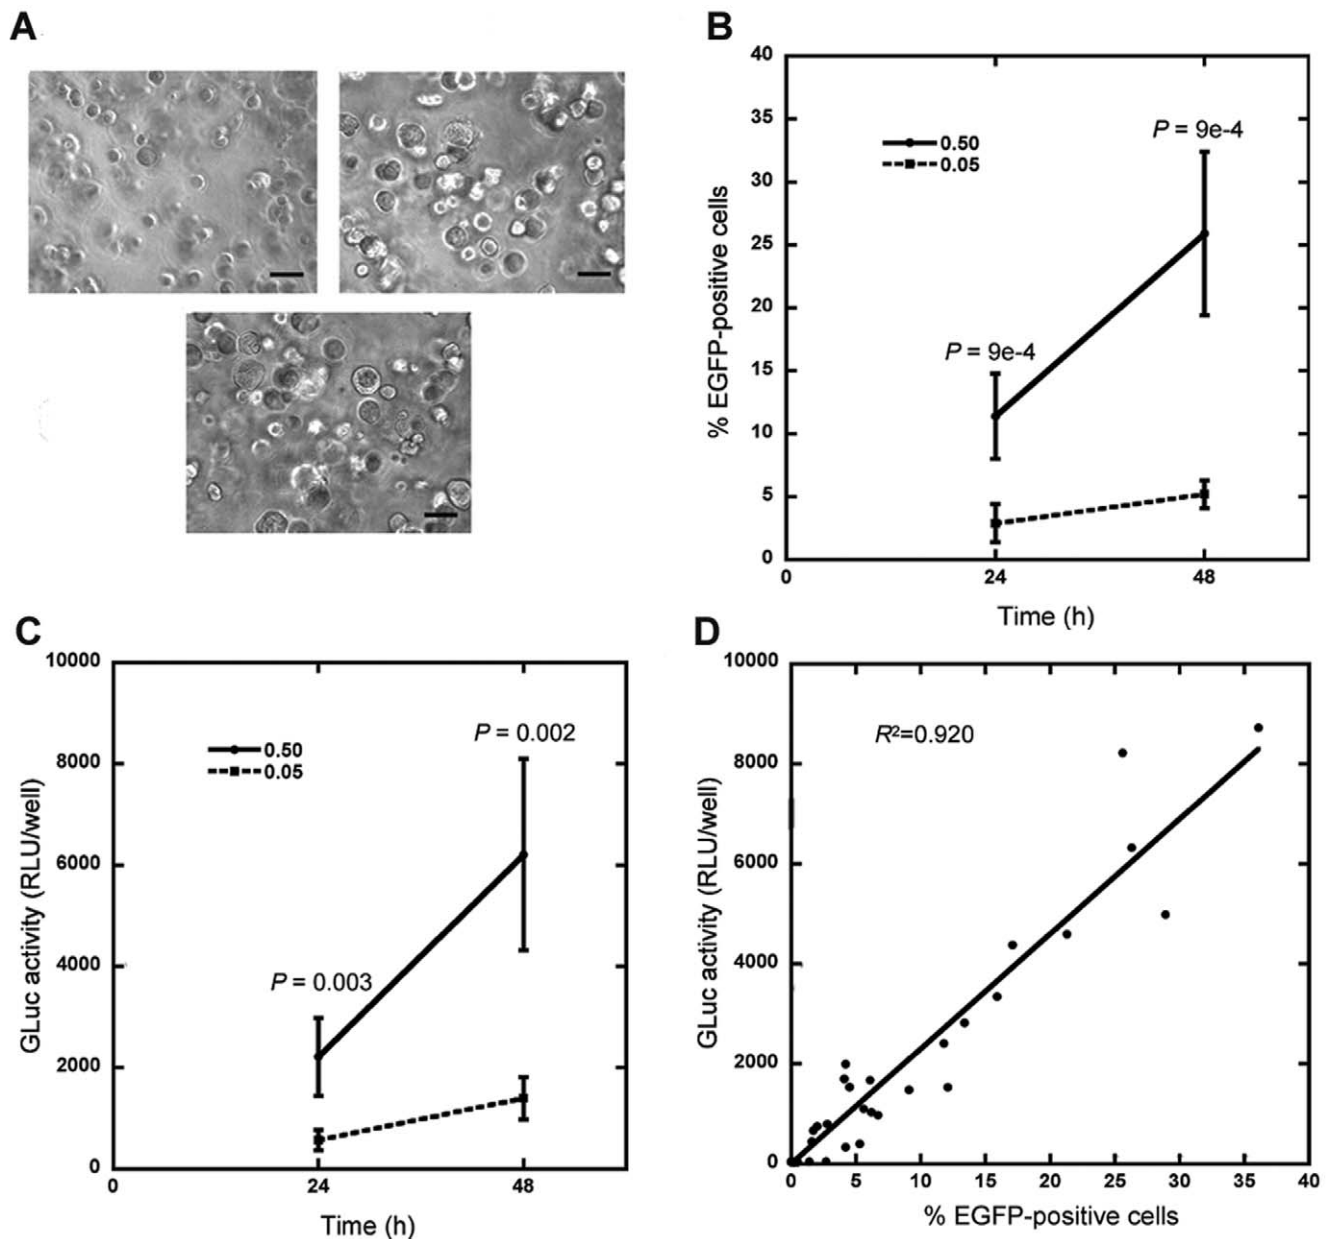 A
B
40
35
30
25
20
15
10
5
0
% EGFP-positive cells
0.50
0.05
P = 9e-4
P = 9e-4
0
24
48
Time (h)
C
10000
8000
6000
4000
2000
0
GLuc activity (RLU/well)
0.50
0.05
P = 0.002
P = 0.003
0
24
48
Time (h)
D
10000
8000
6000
4000
2000
0
GLuc activity (RLU/well)
R²=0.920
0
5
10
15
20
25
30
35
40
% EGFP-positive cells